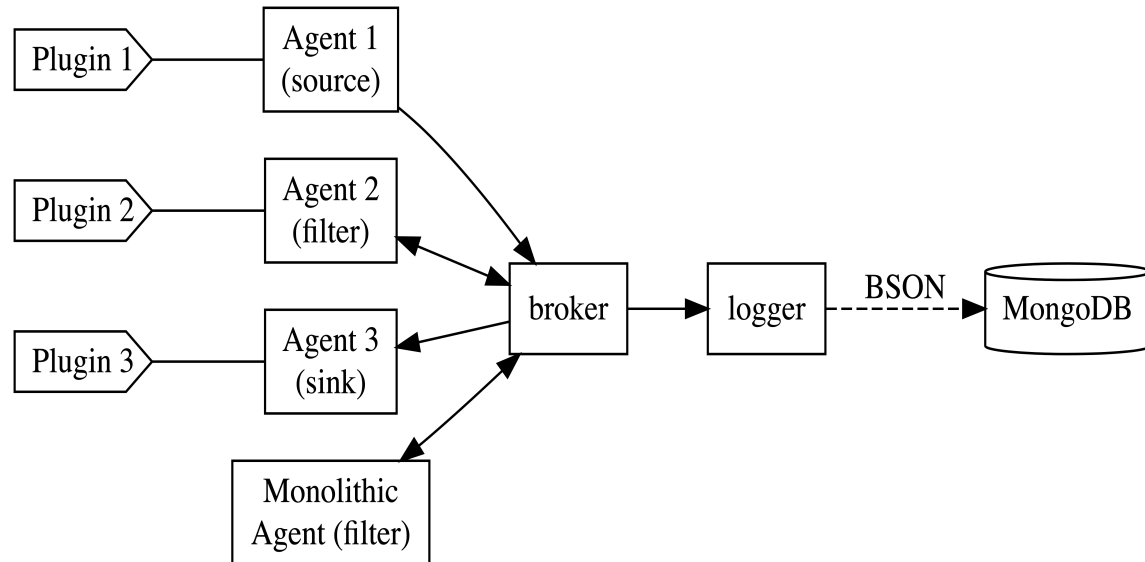 Plugin 1
Agent 1
(source)
Plugin 2
Agent 2
(filter)
Plugin 3
Agent 3
(sink)
Monolithic
Agent (filter)
broker
logger
BSON
MongoDB